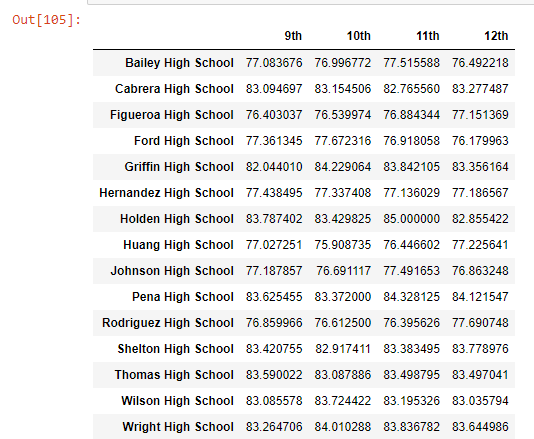 Out[105]:
9th 10th 11th 12th
Bailey High School 77.083676 76.996772 77.515588 76.492218
Cabrera High School 83.094697 83.154506 82.765560 83.277487
Figueroa High School 76.403037 76.539974 76.884344 77.151369
Ford High School 77.361345 77.672316 76.918058 76.179963
Griffin High School 82.044010 84.229064 83.842105 83.356164
Hernandez High School 77.438495 77.337408 77.136029 77.186567
Holden High School 83.787402 83.429825 85.000000 82.855422
Huang High School 77.027251 75.908735 76.446602 77.225641
Johnson High School 77.187857 76.691117 77.491653 76.863248
Pena High School 83.625455 83.372000 84.328125 84.121547
Rodriguez High School 76.859966 76.612500 76.395626 77.690748
Shelton High School 83.420755 82.917411 83.383495 83.778976
Thomas High School 83.590022 83.087886 83.498795 83.497041
Wilson High School 83.085578 83.724422 83.195326 83.035794
Wright High School 83.264706 84.010288 83.836782 83.644986